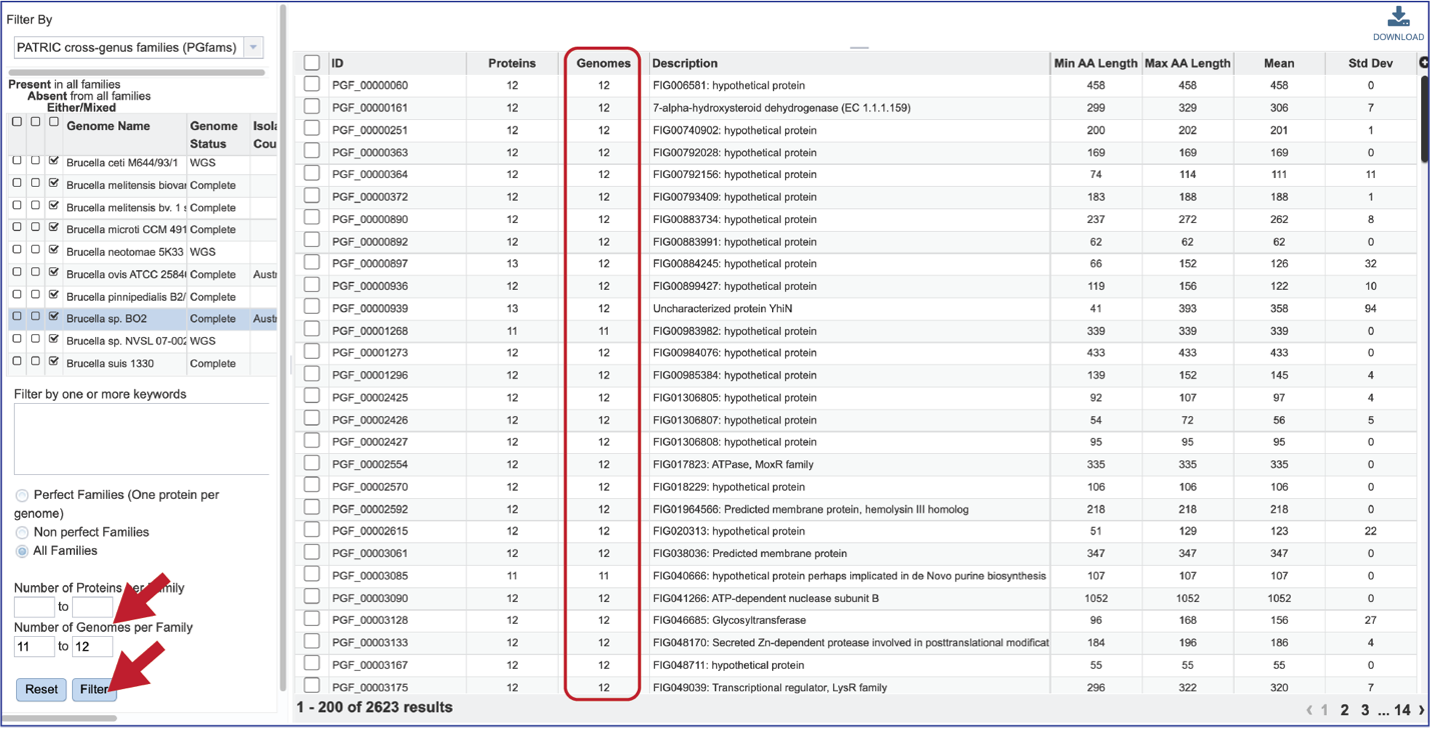 Filter By
PATRIC cross-genus families (PGfams)
Present in all families
Absent from all families
Either/Mixed
Genome Name Genome Status Isola Cou
Brucella ceti M644/93/1 WGS
Brucella melitensis biovar Complete
Brucella melitensis bv. 1 s Complete
Brucella microti CCM 491 Complete
Brucella neotomae 5K33 WGS
Brucella ovis ATCC 2584 Complete Austr
Brucella pinnipedialis B2/ Complete
Brucella sp. BO2 Complete Austr
Brucella sp. NVSL 07-002 WGS
Brucella suis 1330 Complete
Filter by one or more keywords
Perfect Families (One protein per
genome)
Non perfect Families
All Families
Number of Proteins per Family
to
Number of Genomes per Family
11 to 12
Reset Filter
DOWNLOAD
ID Proteins Genomes Description Min AA Length Max AA Length Mean Std Dev
PGF_00000060 12 12 FIG006581: hypothetical protein 458 458 458 0
PGF_00000161 12 12 7-alpha-hydroxysteroid dehydrogenase (EC 1.1.1.159) 299 329 306 7
PGF_00000251 12 12 FIG00740902: hypothetical protein 200 202 201 1
PGF_00000363 12 12 FIG00792028: hypothetical protein 169 169 169 0
PGF_00000364 12 12 FIG00792156: hypothetical protein 74 114 111 11
PGF_00000372 12 12 FIG00793409: hypothetical protein 183 188 188 1
PGF_00000890 12 12 FIG00883734: hypothetical protein 237 272 262 8
PGF_00000892 12 12 FIG00883991: hypothetical protein 62 62 62 0
PGF_00000897 13 12 FIG00884245: hypothetical protein 66 152 126 32
PGF_00000936 12 12 FIG00899427: hypothetical protein 119 156 122 10
PGF_00000939 13 12 Uncharacterized protein YhiN 41 393 358 94
PGF_00001268 11 11 FIG00983982: hypothetical protein 339 339 339 0
PGF_00001273 12 12 FIG00984076: hypothetical protein 433 433 433 0
PGF_00001296 12 12 FIG00985384: hypothetical protein 139 152 145 4
PGF_00002425 12 12 FIG01306805: hypothetical protein 92 107 97 4
PGF_00002426 12 12 FIG01306807: hypothetical protein 54 72 56 5
PGF_00002427 12 12 FIG01306808: hypothetical protein 95 95 95 0
PGF_00002554 12 12 FIG017823: ATPase, MoxR family 335 335 335 0
PGF_00002570 12 12 FIG018229: hypothetical protein 106 106 106 0
PGF_00002592 12 12 FIG01964566: Predicted membrane protein, hemolysin III homolog 218 218 218 0
PGF_00002615 12 12 FIG020313: hypothetical protein 51 129 123 22
PGF_00003061 12 12 FIG038036: Predicted membrane protein 347 347 347 0
PGF_00003085 11 11 FIG040666: hypothetical protein perhaps implicated in de Novo purine biosynthesis 107 107 107 0
PGF_00003090 12 12 FIG041266: ATP-dependent nuclease subunit B 1052 1052 1052 0
PGF_00003128 12 12 FIG046685: Glycosyltransferase 96 168 156 27
PGF_00003133 12 12 FIG048170: Secreted Zn-dependent protease involved in posttranslational modificat 184 196 186 4
PGF_00003167 12 12 FIG048711: hypothetical protein 55 55 55 0
PGF_00003175 12 12 FIG049039: Transcriptional regulator, LysR family 296 322 320 7
1 - 200 of 2623 results
‹ 1 2 3 ... 14 ›